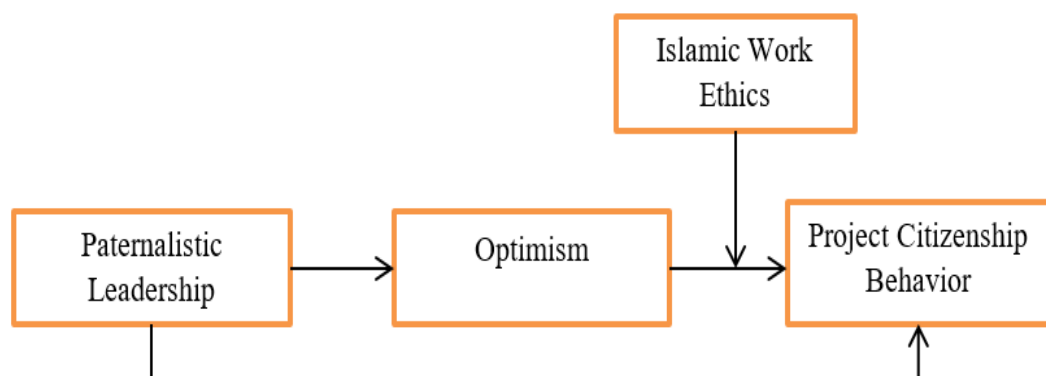 Islamic Work
Ethics
Paternalistic
Leadership
Optimism
Project Citizenship
Behavior